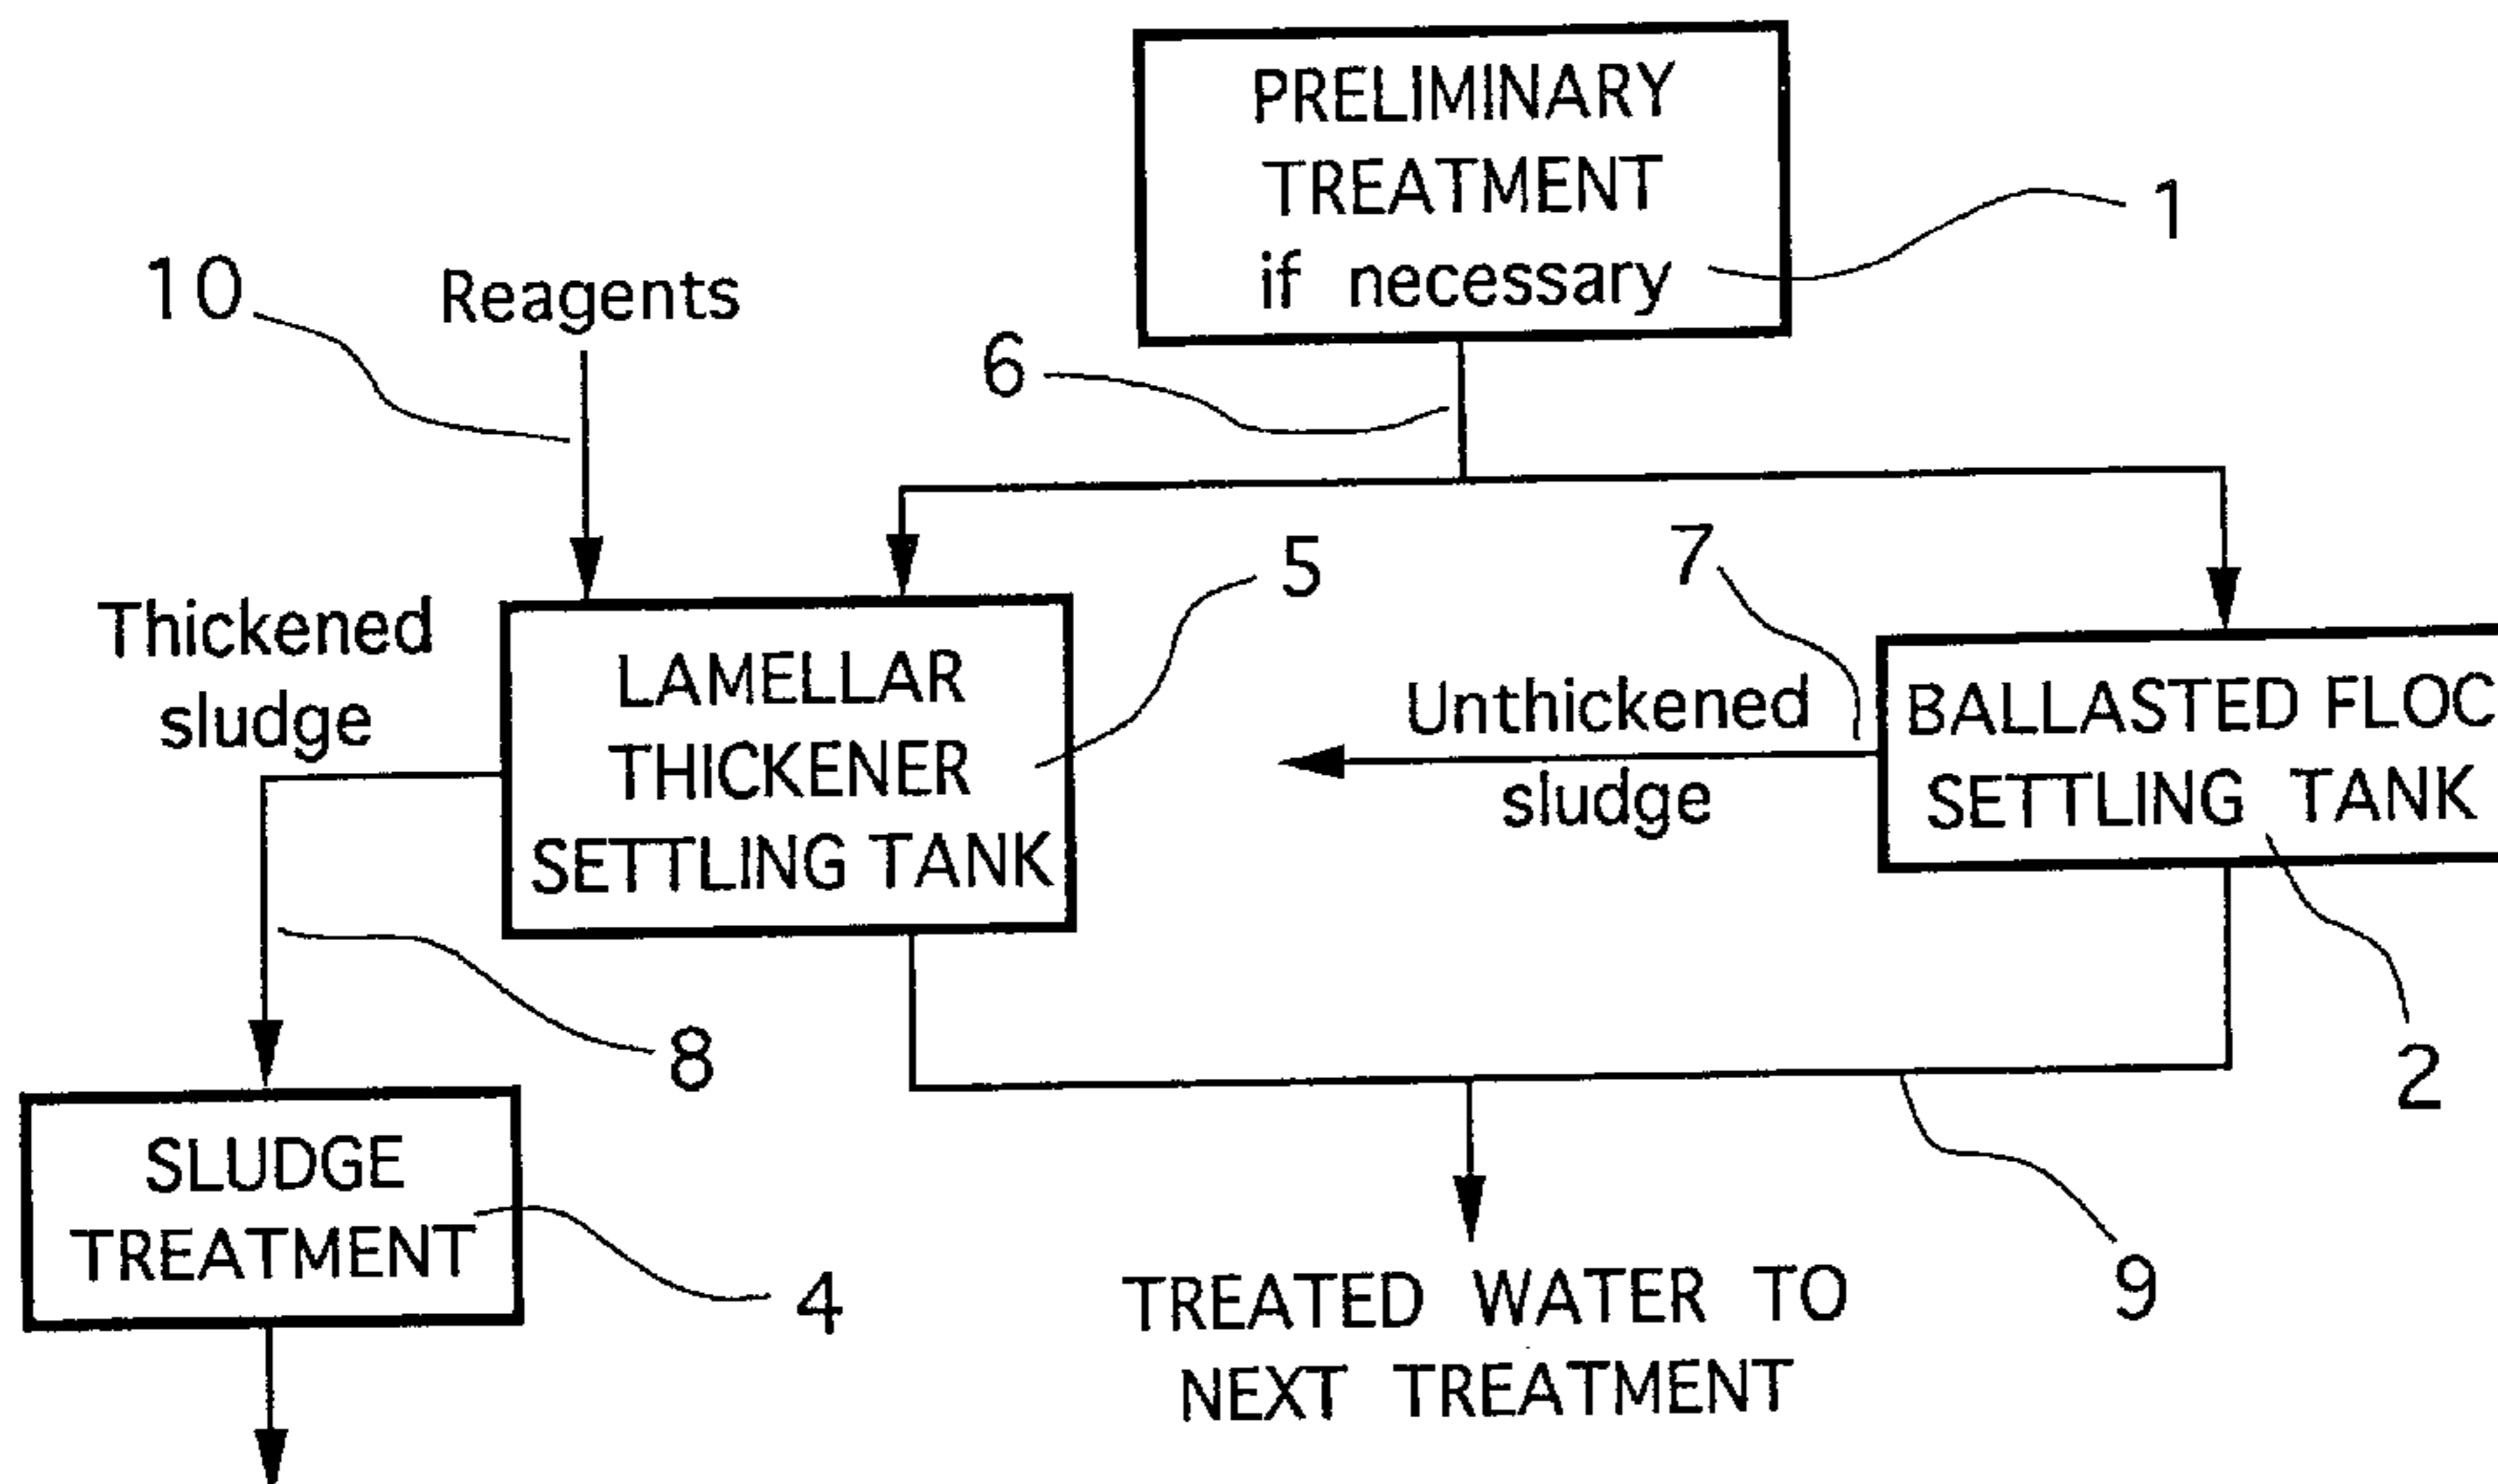 PRELIMINARY
TREATMENT
if necessary
1
10
Reagents
6
5
7
Thickened
sludge
LAMELLAR
THICKENER
SETTLING TANK
Unthickened
sludge
BALLASTED FLOC
SETTLING TANK
8
2
SLUDGE
TREATMENT
4
9
TREATED WATER TO
NEXT TREATMENT